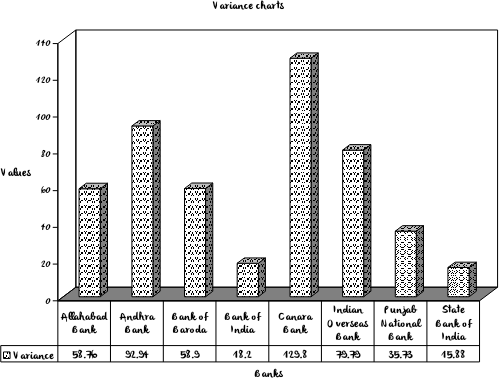 Variance charts
140
120
100
80
60
40
20
0
Values
Allahabad Bank
Andhra Bank
Bank of Baroda
Bank of India
Canara Bank
Indian Overseas Bank
Punjab National Bank
State Bank of India
Variance 58.76 92.94 58.9 18.2 129.8 79.79 35.73 15.88
Banks